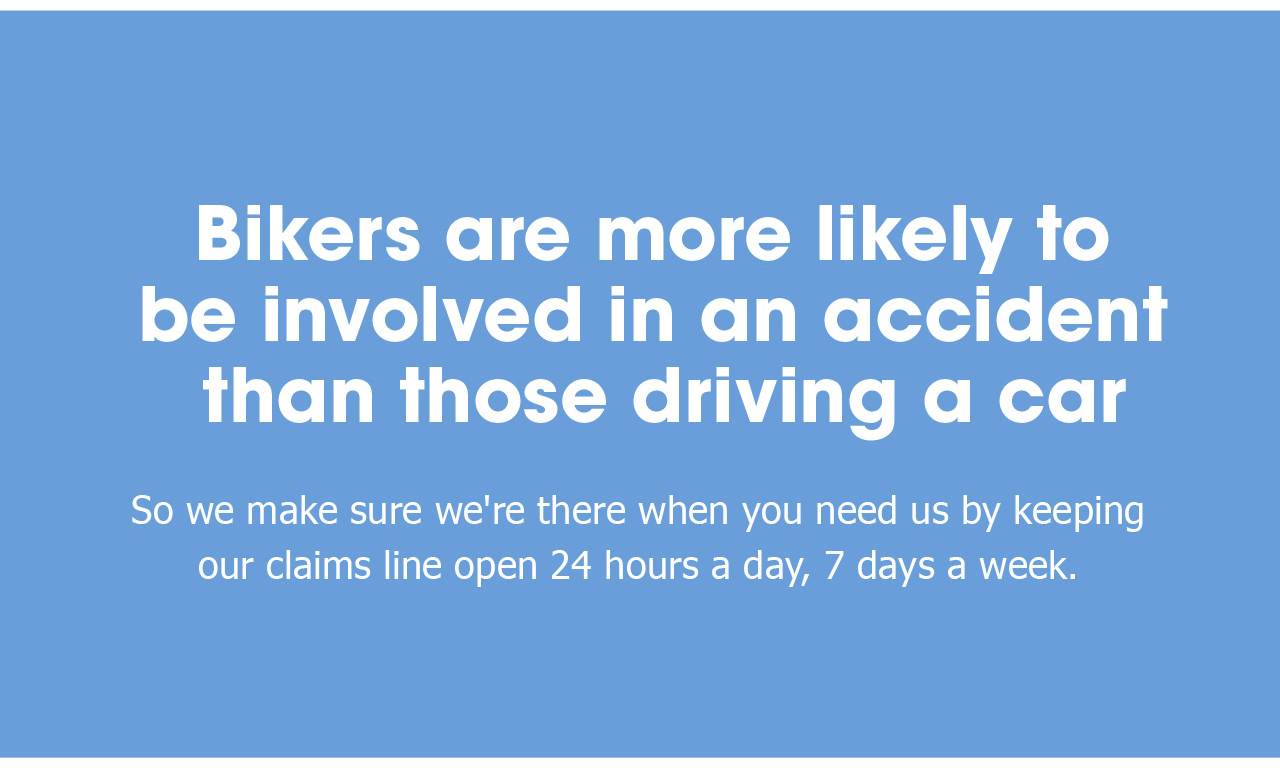 Bikers are more likely to
be involved in an accident
than those driving a car
So we make sure we're there when you need us by keeping
our claims line open 24 hours a day, 7 days a week.